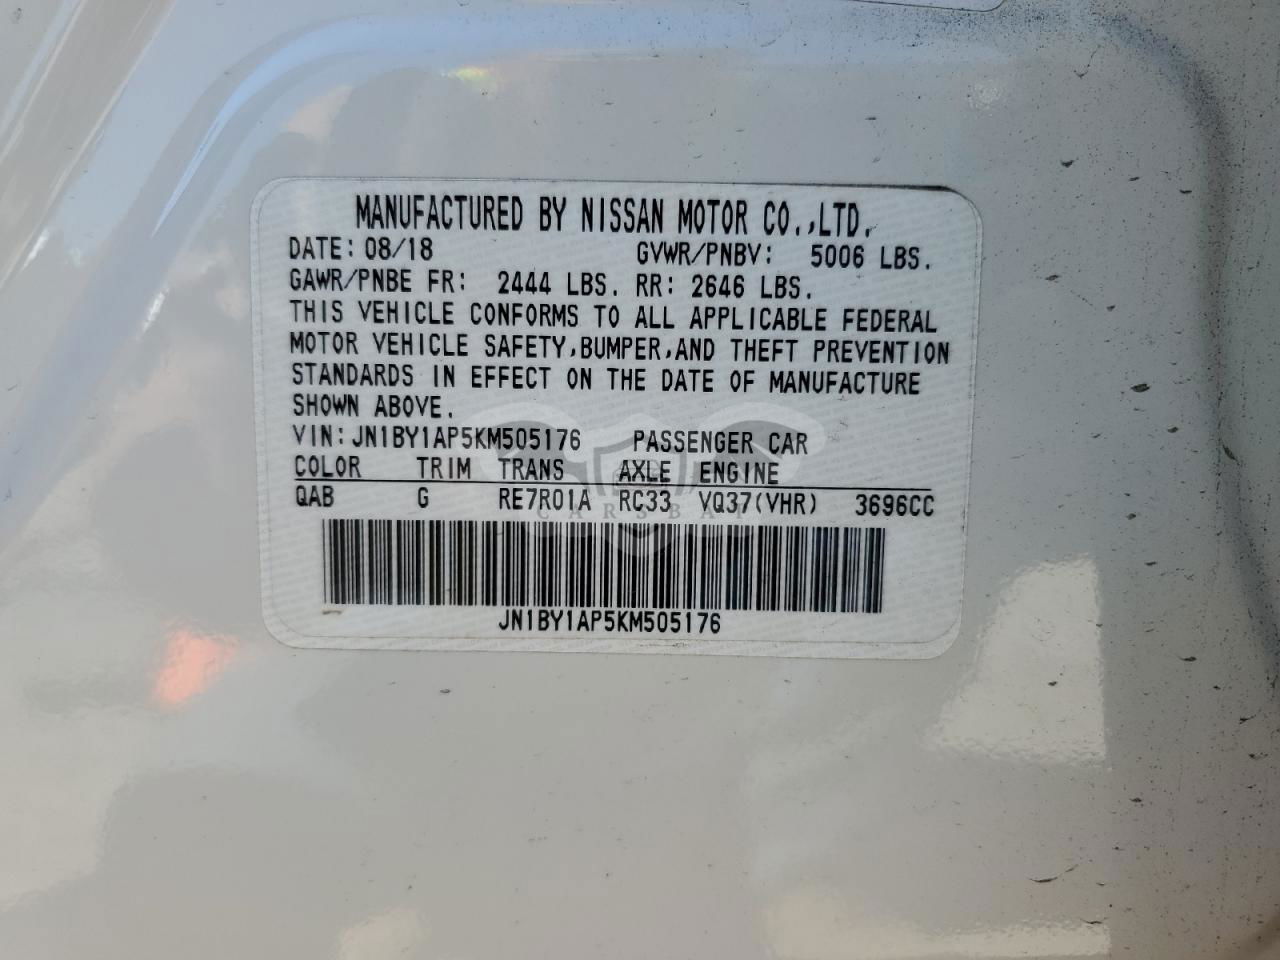 MANUFACTURED BY NISSAN MOTOR CO.,LTD.
DATE: 08/18 GVWR/PNBV: 5006 LBS.
GAWR/PNBE FR: 2444 LBS. RR: 2646 LBS.
THIS VEHICLE CONFORMS TO ALL APPLICABLE FEDERAL
MOTOR VEHICLE SAFETY,BUMPER,AND THEFT PREVENTION
STANDARDS IN EFFECT ON THE DATE OF MANUFACTURE
SHOWN ABOVE.
VIN:JN1BY1AP5KM505176 PASSENGER CAR
COLOR TRIM TRANS AXLE ENGINE
QAB G RE7R01A RC33 VQ37(VHR) 3696CC
JN1BY1AP5KM505176